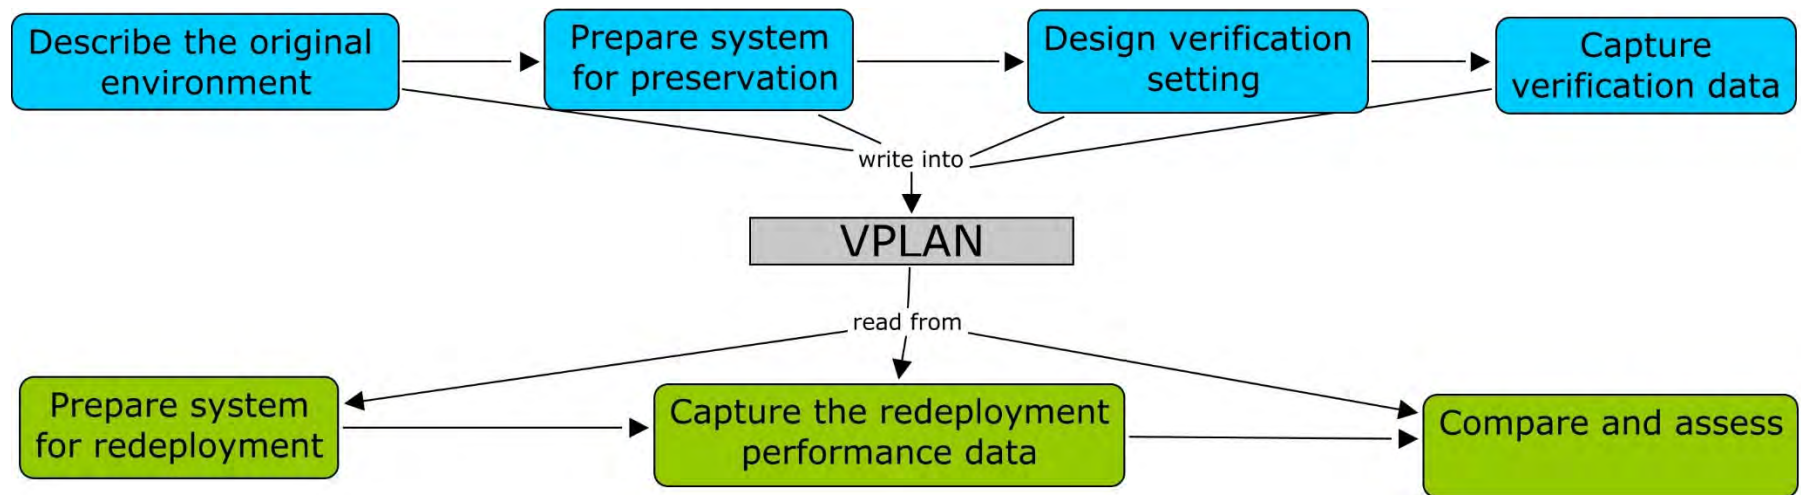 Describe the original
environment
Prepare system
for preservation
Design verification
setting
Capture
verification data
write into
VPLAN
read from
Prepare system
for redeployment
Capture the redeployment
performance data
Compare and assess